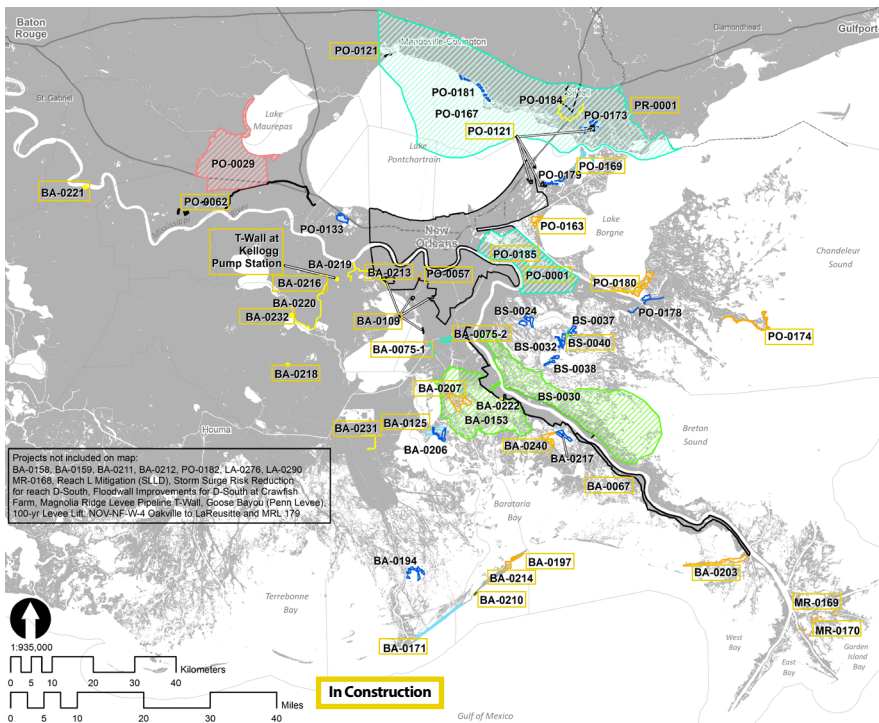 Baton
Rouge
Mandeville-Covington
Diamondhead
Gulfport
PO-0121
St. Gabriel
PO-0181
PO-0184
PR-0001
PO-0167
PO-0173
Lake
Maurepas
PO-0121
Lake
Pontchartrain
PO-0029
PO-0169
PO-0179
BA-0221
PO-0062
Mississippi River
PO-0133
PO-0163
Lake
Borgne
New
Orleans
T-Wall at
Kellogg
Pump Station
PO-0185
Chandeleur
Sound
BA-0219
BA-0213
PO-0057
PO-0001
PO-0180
BA-0216
BA-0220
BA-0232
PO-0178
BS-0024
BS-0037
BA-0109
BA-0075-2
BS-0032
BS-0040
PO-0174
BA-0075-1
BS-0038
BA-0218
BA-0207
BS-0030
BA-0222
BA-0153
BA-0125
BA-0231
Houma
Breton
Sound
BA-0206
BA-0240
BA-0217
Projects not included on map:
BA-0158, BA-0159, BA-0211, BA-0212, PO-0182, LA-0276, LA-0290
MR-0168, Reach L Mitigation (SLLD), Storm Surge Risk Reduction
for reach D-South, Floodwall Improvements for D-South at Crawfish
Farm, Magnolia Ridge Levee Pipeline T-Wall, Goose Bayou (Penn Levee),
100-yr Levee Lift: NOV-NF-W-4 Oakville to LaReusitte and MRL 179
BA-0067
Barataria
Bay
BA-0194
BA-0197
BA-0214
BA-0203
BA-0210
Terrebonne
Bay
MR-0169
MR-0170
BA-0171
West
Bay
East
Bay
Garden
Island
Bay
1:935,000
Kilometers
0 5 10 20 30 40
Miles
0 5 10 20 30 40
In Construction
Gulf of Mexico